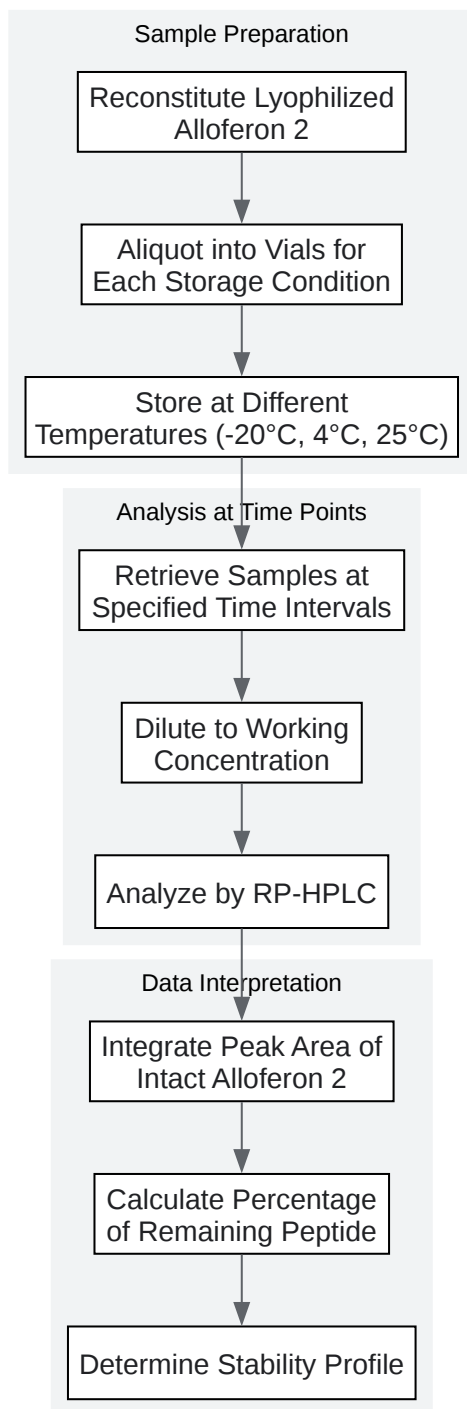 Sample Preparation
Reconstitute Lyophilized
Alloferon 2
Aliquot into Vials for
Each Storage Condition
Store at Different
Temperatures (-20°C, 4°C, 25°C)
Analysis at Time Points
Retrieve Samples at
Specified Time Intervals
Dilute to Working
Concentration
Analyze by RP-HPLC
Data Interpretation
Integrate Peak Area of
Intact Alloferon 2
Calculate Percentage
of Remaining Peptide
Determine Stability Profile